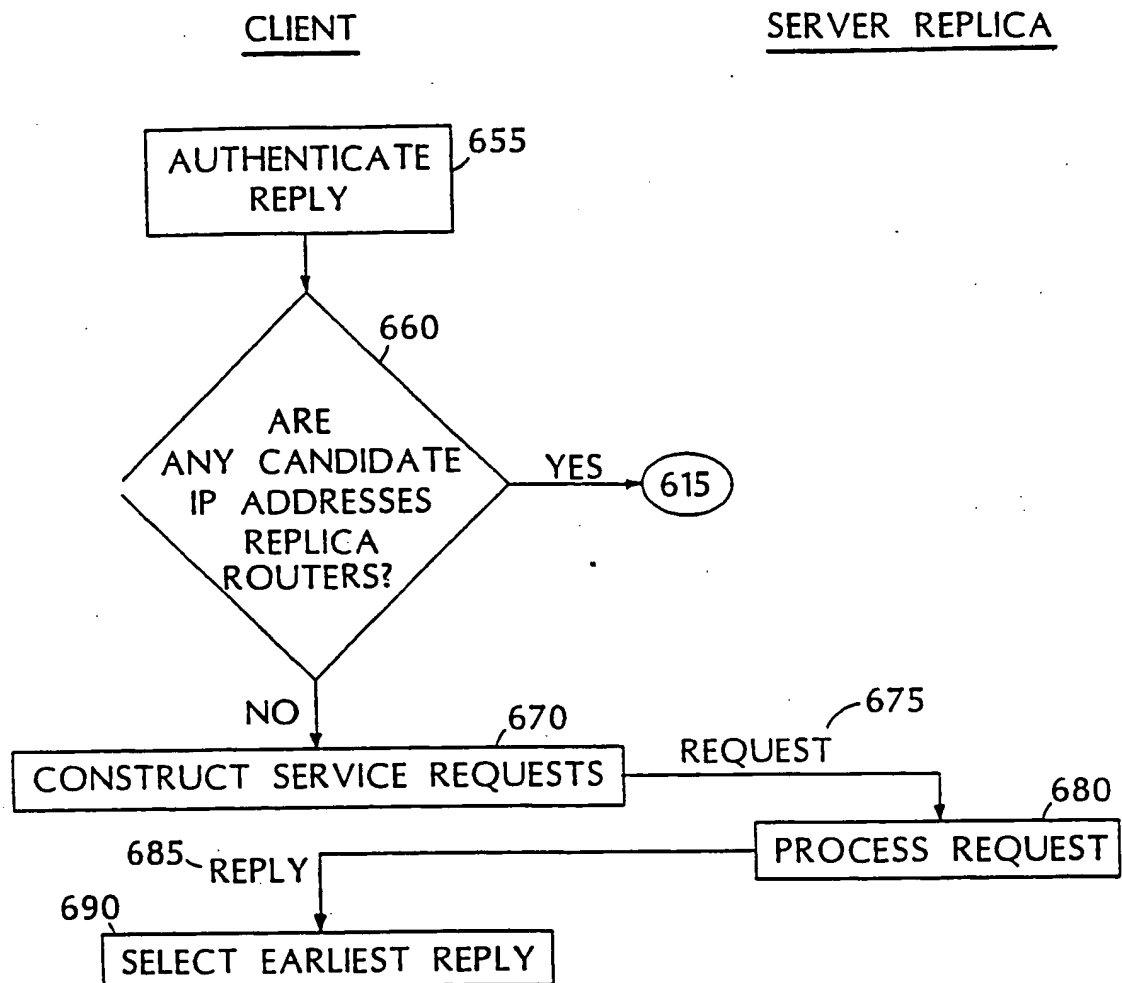 CLIENT
SERVER REPLICA
AUTHENTICATE
REPLY
655
660
ARE
ANY CANDIDATE
IP ADDRESSES
REPLICA
ROUTERS?
YES
615
NO
670
CONSTRUCT SERVICE REQUESTS
REQUEST
675
680
PROCESS REQUEST
685
REPLY
690
SELECT EARLIEST REPLY